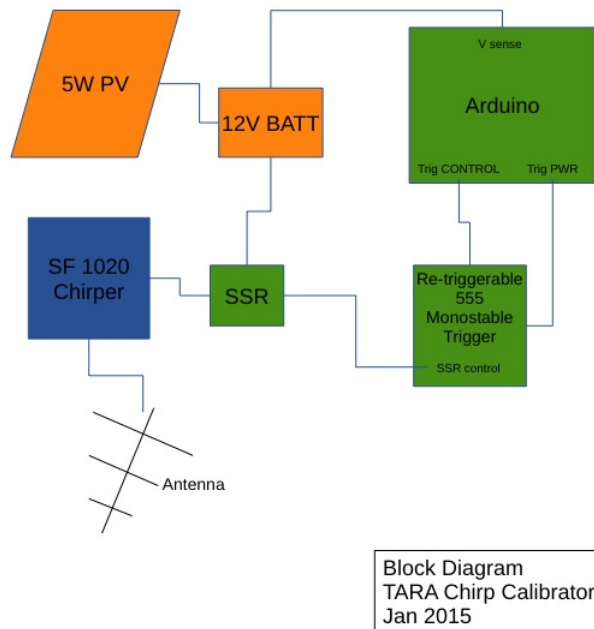 V sense
5W PV
Arduino
12V BATT
Trig CONTROL
Trig PWR
SF 1020
Chirper
SSR
Re-triggerable
555
Monostable
Trigger
SSR control
Antenna
Block Diagram
TARA Chirp Calibrator
Jan 2015